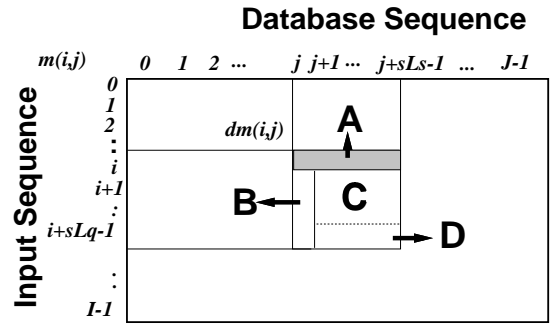 Database Sequence
m(i,j) 0 1 2 ... j j+1 ... j+sLs-1 ... J-1
Input Sequence
0
1
2
:
i
i+1
:
i+sLq-1
:
I-1
dm(i,j)
A
B
C
D